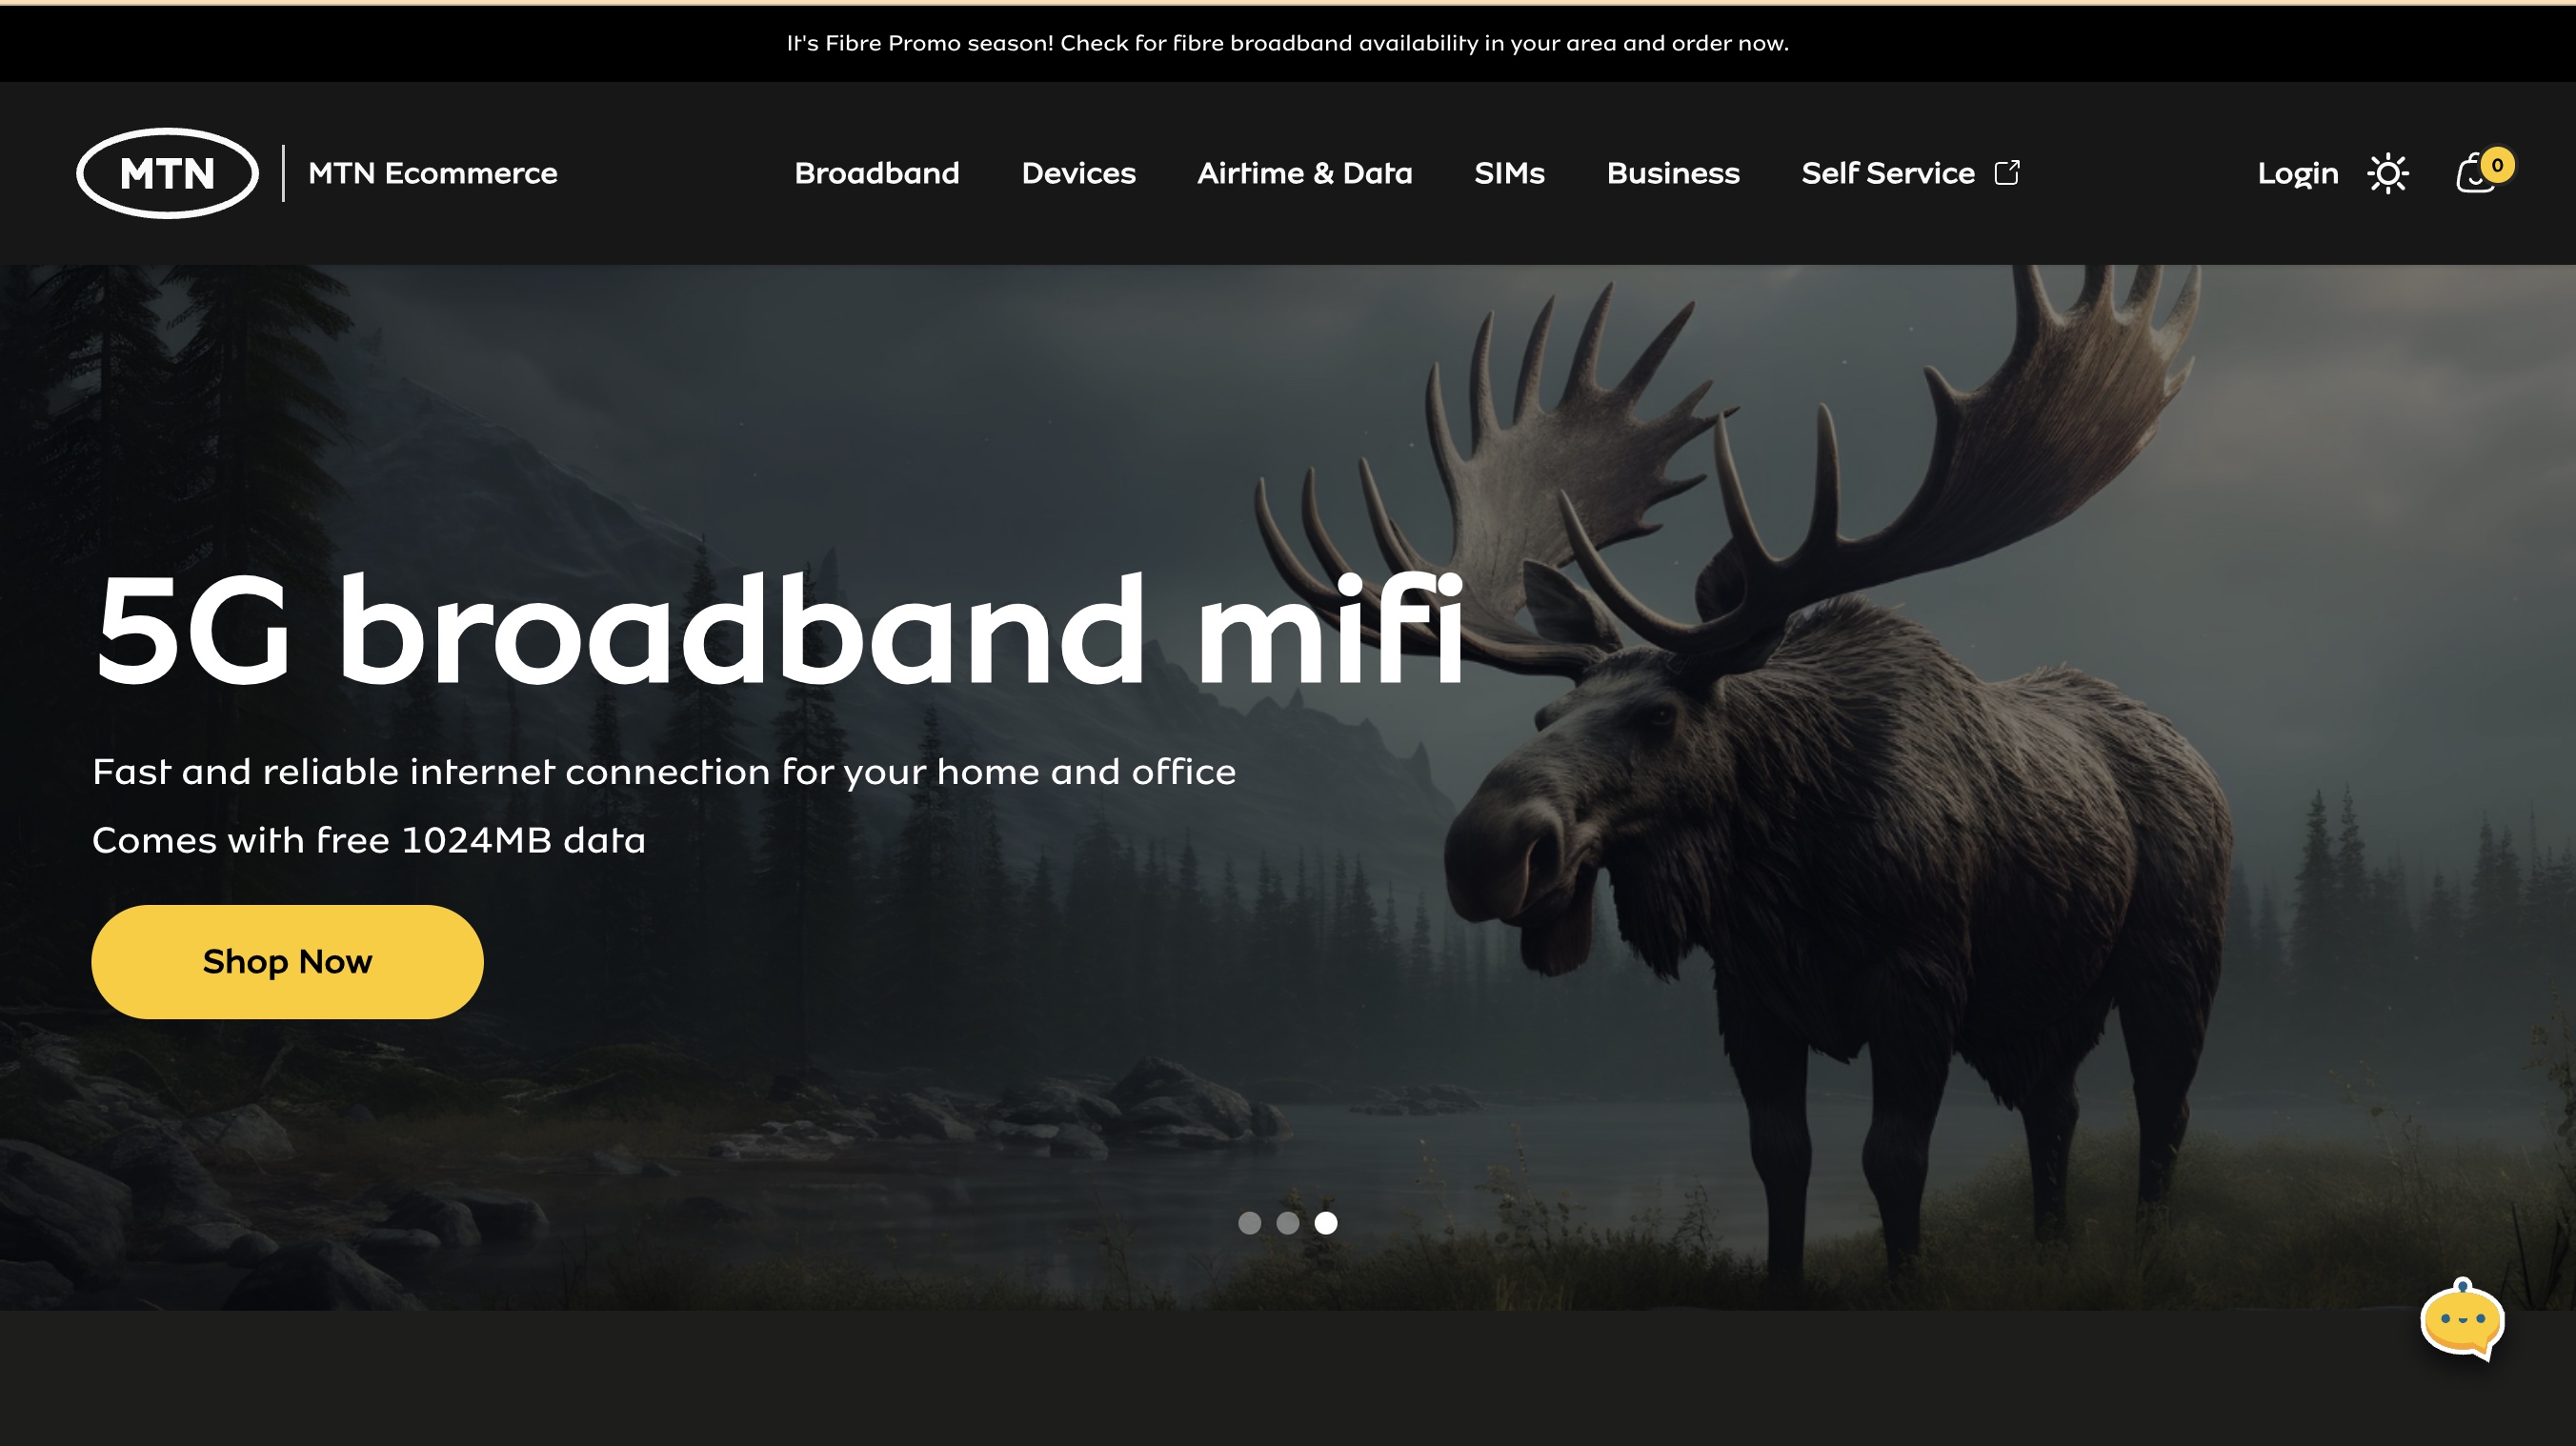 It's Fibre Promo season! Check for fibre broadband availability in your area and order now.
MTN
MTN Ecommerce
Broadband
Devices
Airtime & Data
SIMs
Business
Self Service
Login
0
5G broadband mifi
Fast and reliable internet connection for your home and office
Comes with free 1024MB data
Shop Now